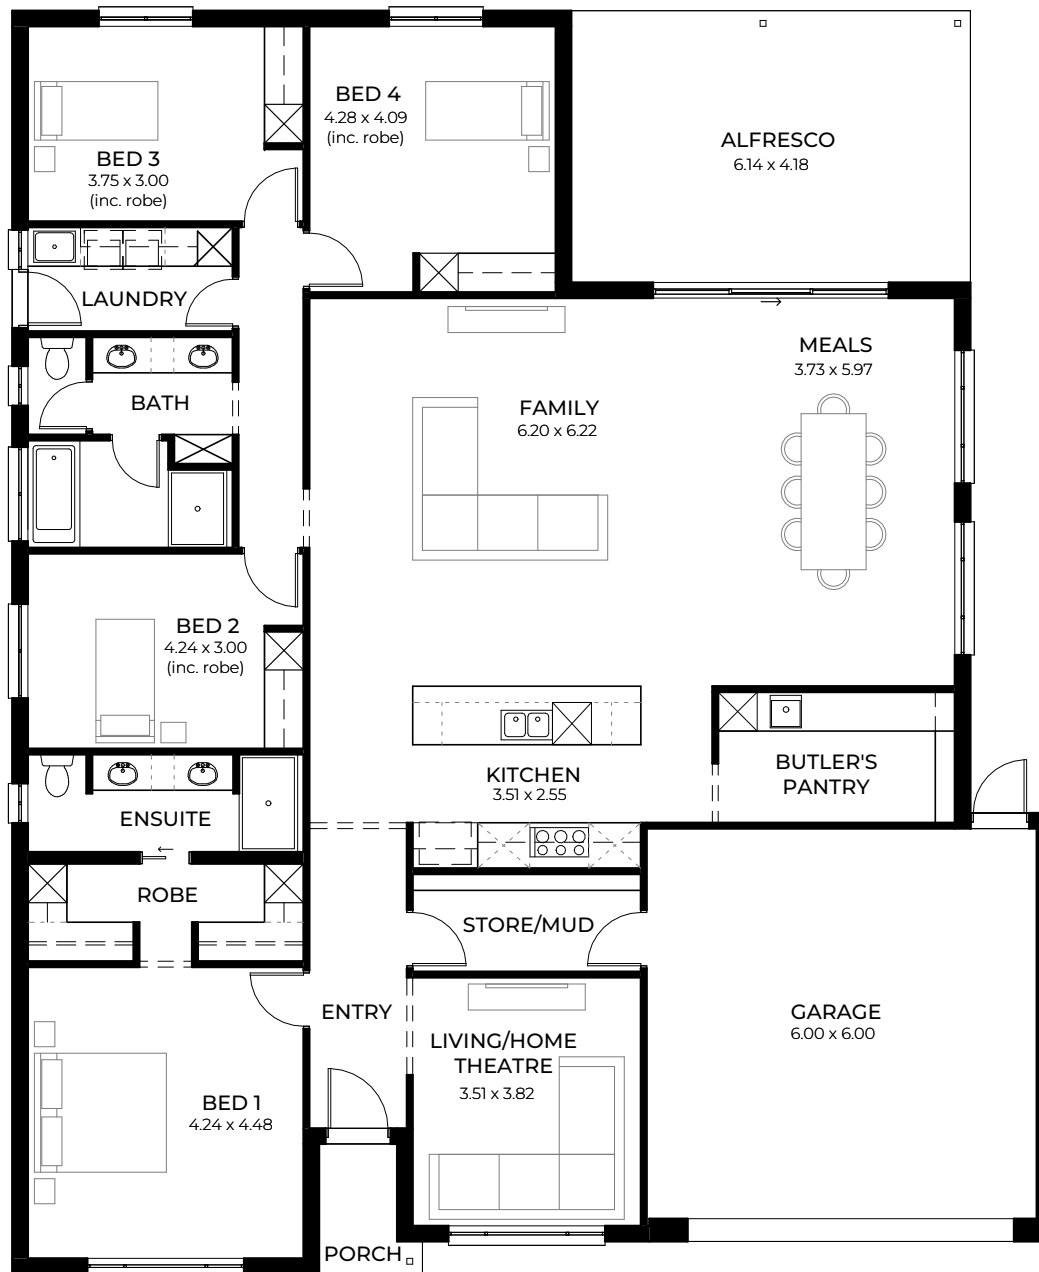 BED 3
3.75 x 3.00
(inc. robe)
BED 4
4.28 x 4.09
(inc. robe)
ALFRESCO
6.14 x 4.18
LAUNDRY
MEALS
3.73 x 5.97
BATH
FAMILY
6.20 x 6.22
BED 2
4.24 x 3.00
(inc. robe)
KITCHEN
3.51 x 2.55
BUTLER'S
PANTRY
ENSUITE
ROBE
STORE/MUD
ENTRY
LIVING/HOME
THEATRE
3.51 x 3.82
GARAGE
6.00 x 6.00
BED 1
4.24 x 4.48
PORCH